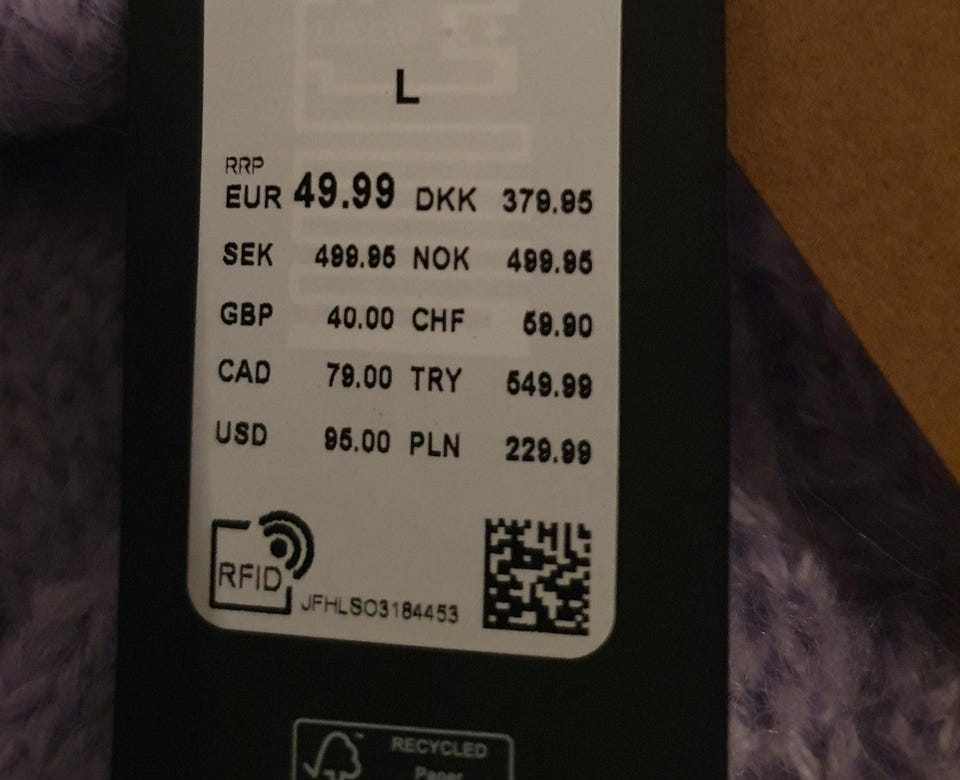 L
RRP
EUR 49.99 DKK 379.95
SEK 499.95 NOK 499.95
GBP 40.00 CHF 59.90
CAD 79.00 TRY 549.99
USD 95.00 PLN 229.99
RFID JFHLSO3184453
RECYCLED
Paper